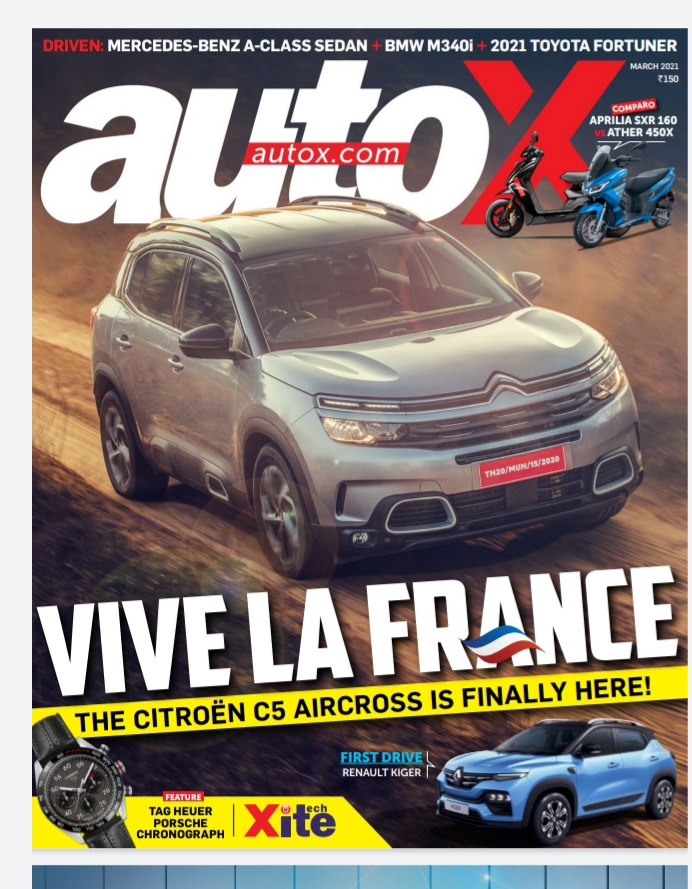 DRIVEN: MERCEDES-BENZ A-CLASS SEDAN + BMW M340i + 2021 TOYOTA FORTUNER
MARCH 2021
₹150
autoX
autox.com
COMPARO
APRILIA SXR 160
VS ATHER 450X
TN20/MUN/15/2020
VIVE LA FRANCE
THE CITROËN C5 AIRCROSS IS FINALLY HERE!
FIRST DRIVE
RENAULT KIGER
FEATURE
TAG HEUER
PORSCHE
CHRONOGRAPH
Xite
tech